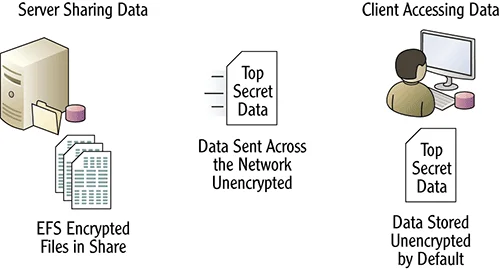 Server Sharing Data
EFS Encrypted
Files in Share
Top
Secret
Data
Data Sent Across
the Network
Unencrypted
Client Accessing Data
Top
Secret
Data
Data Stored
Unencrypted
by Default